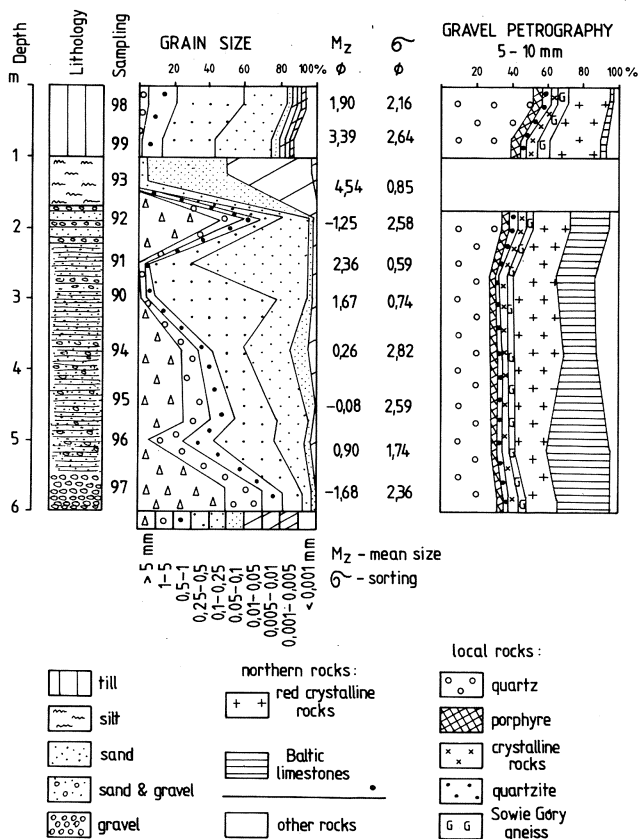 m Depth
Lithology
Sampling
GRAIN SIZE
20 40 60 80 100%
Mz
ϕ
σ
ϕ
GRAVEL PETROGRAPHY
5-10 mm
20 40 60 80 100%
98 1,90 2,16
99 3,39 2,64
1
93 4,54 0,85
92 -1,25 2,58
2
91 2,36 0,59
90 1,67 0,74
3
94 0,26 2,82
4
95 -0,08 2,59
5
96 0,90 1,74
97 -1,68 2,36
6
> 5 mm
1-5
0,5-1
0,25-0,5
0,1-0,25
0,05-0,1
0,01-0,05
0,005-0,01
0,001-0,005
< 0,001 mm
Mz - mean size
σ - sorting
till
silt
sand
sand & gravel
gravel
northern rocks:
red crystalline
rocks
Baltic
limestones
other rocks
local rocks:
quartz
porphyre
crystalline
rocks
quartzite
Sowie Góry
gneiss